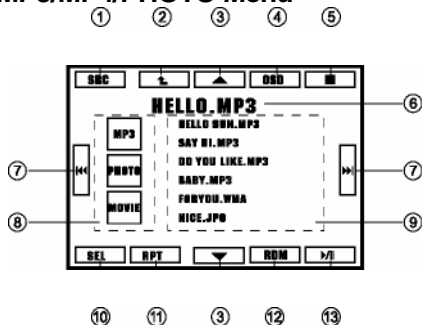 MP3/MP4/PHOTO Menu
① ② ③ ④ ⑤
SRC OSD
HELLO.MP3 ⑥
MP3 HELLO SUN.MP3
SAY HI.MP3
⑦ PHOTO DO YOU LIKE.MP3 ⑦
BABY.MP3
MOVIE FORYOU.WMA
⑧ NICE.JPG ⑨
SEL RPT RDM
⑩ ⑪ ③ ⑫ ⑬